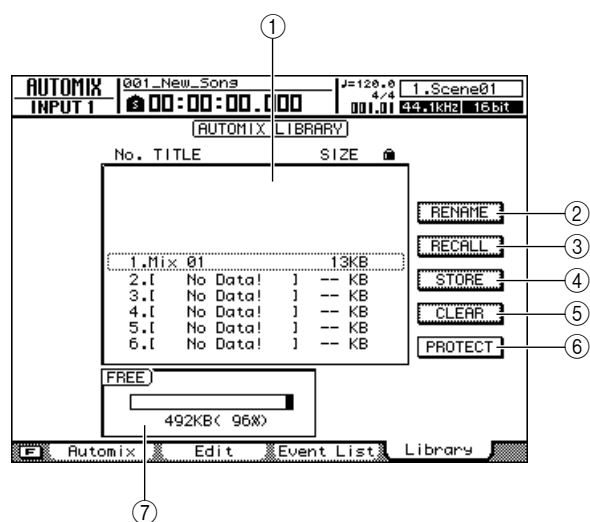 ①
AUTOMIX
INPUT 1
001_New_Song
S 00:00:00.000
♩=120.0
4/4
001.01
1.Scene01
44.1kHz 16bit
AUTOMIX LIBRARY
No. TITLE SIZE
1.Mix 01 13KB
2.[ No Data! ] -- KB
3.[ No Data! ] -- KB
4.[ No Data! ] -- KB
5.[ No Data! ] -- KB
6.[ No Data! ] -- KB
RENAME ②
RECALL ③
STORE ④
CLEAR ⑤
PROTECT ⑥
FREE
492KB( 96%)
F Automix Edit Event List Library
⑦